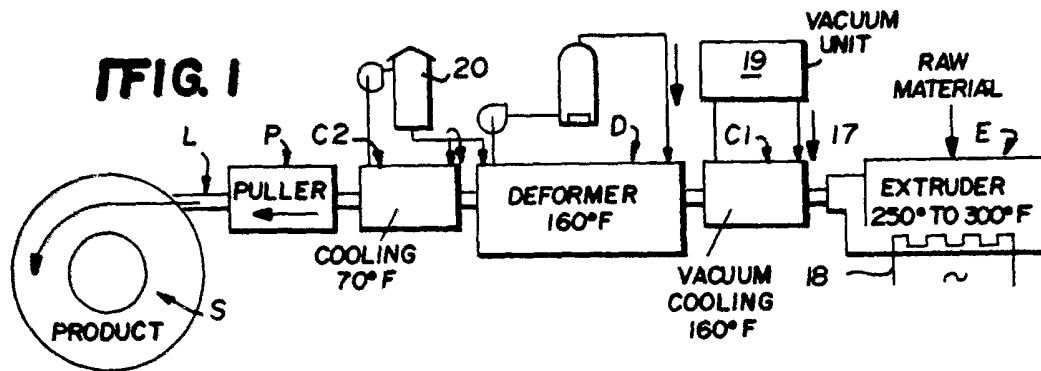 FIG. 1
L
P
C2
20
D
19
VACUUM
UNIT
C1
17
RAW
MATERIAL
E
PULLER
COOLING
70°F
DEFORMER
160°F
VACUUM
COOLING
160°F
EXTRUDER
250° TO 300°F
18
~
S
PRODUCT